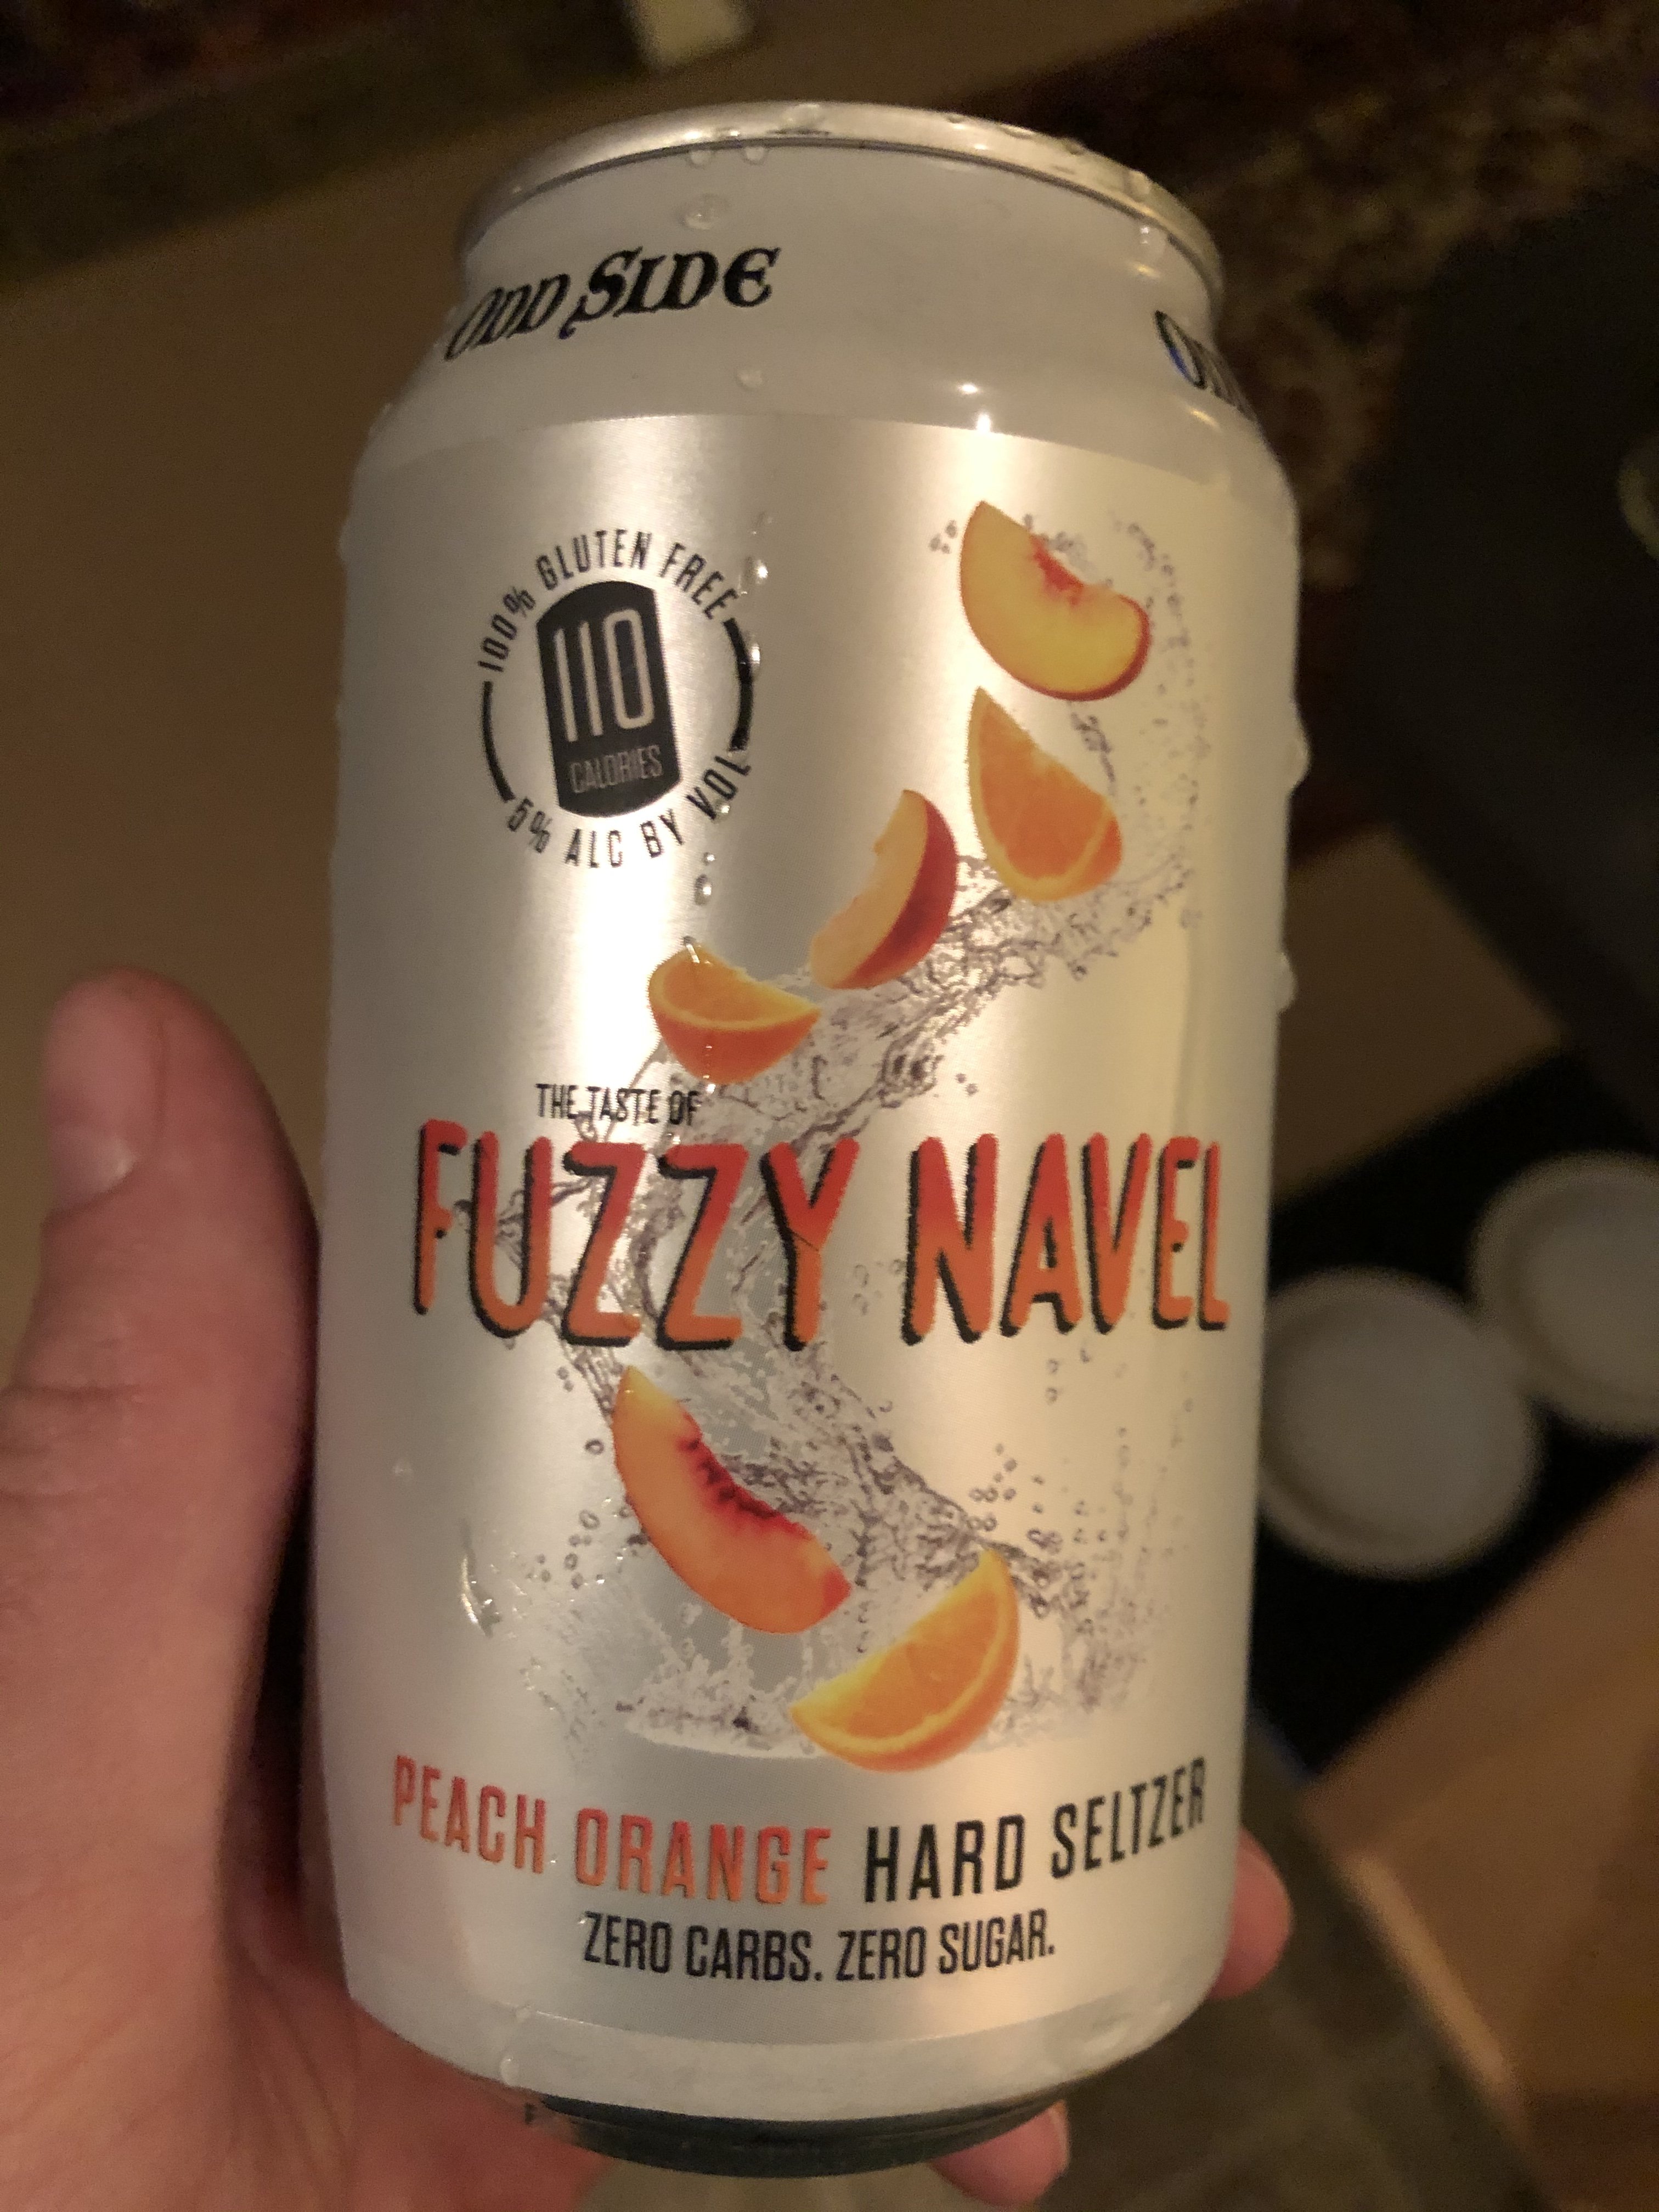 ODD SIDE
100% GLUTEN FREE
110
CALORIES
5% ALC BY VOL
THE TASTE OF
FUZZY NAVEL
PEACH ORANGE HARD SELTZER
ZERO CARBS. ZERO SUGAR.